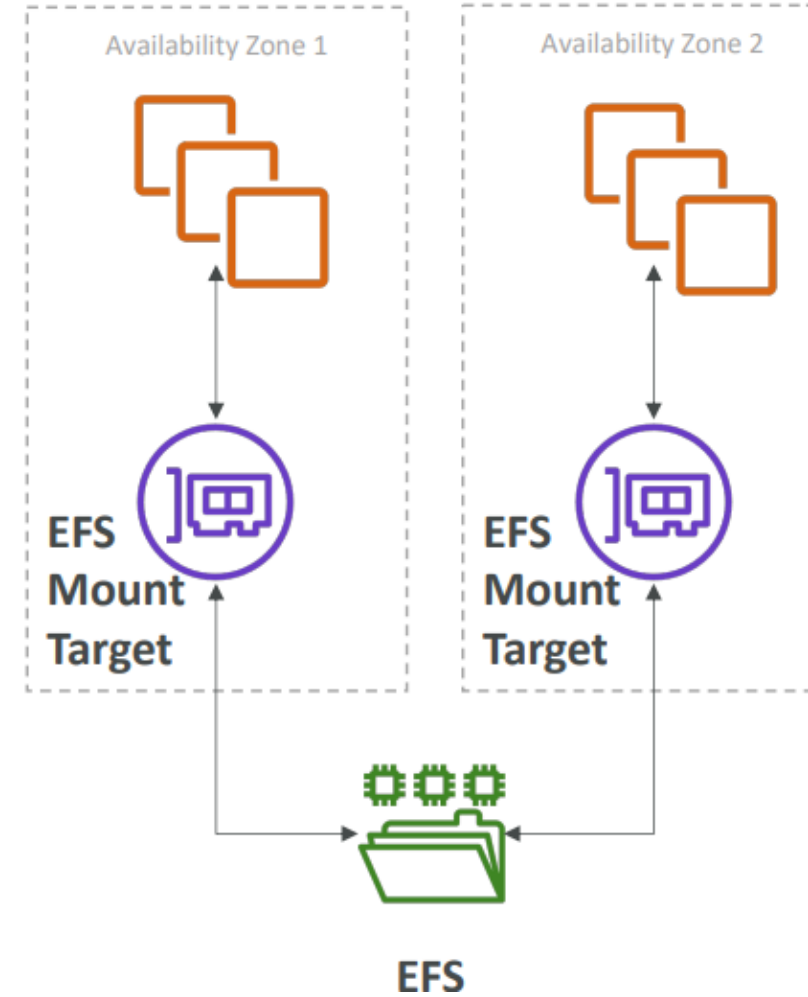 Availability Zone 1
Availability Zone 2
EFS
Mount
Target
EFS
Mount
Target
EFS